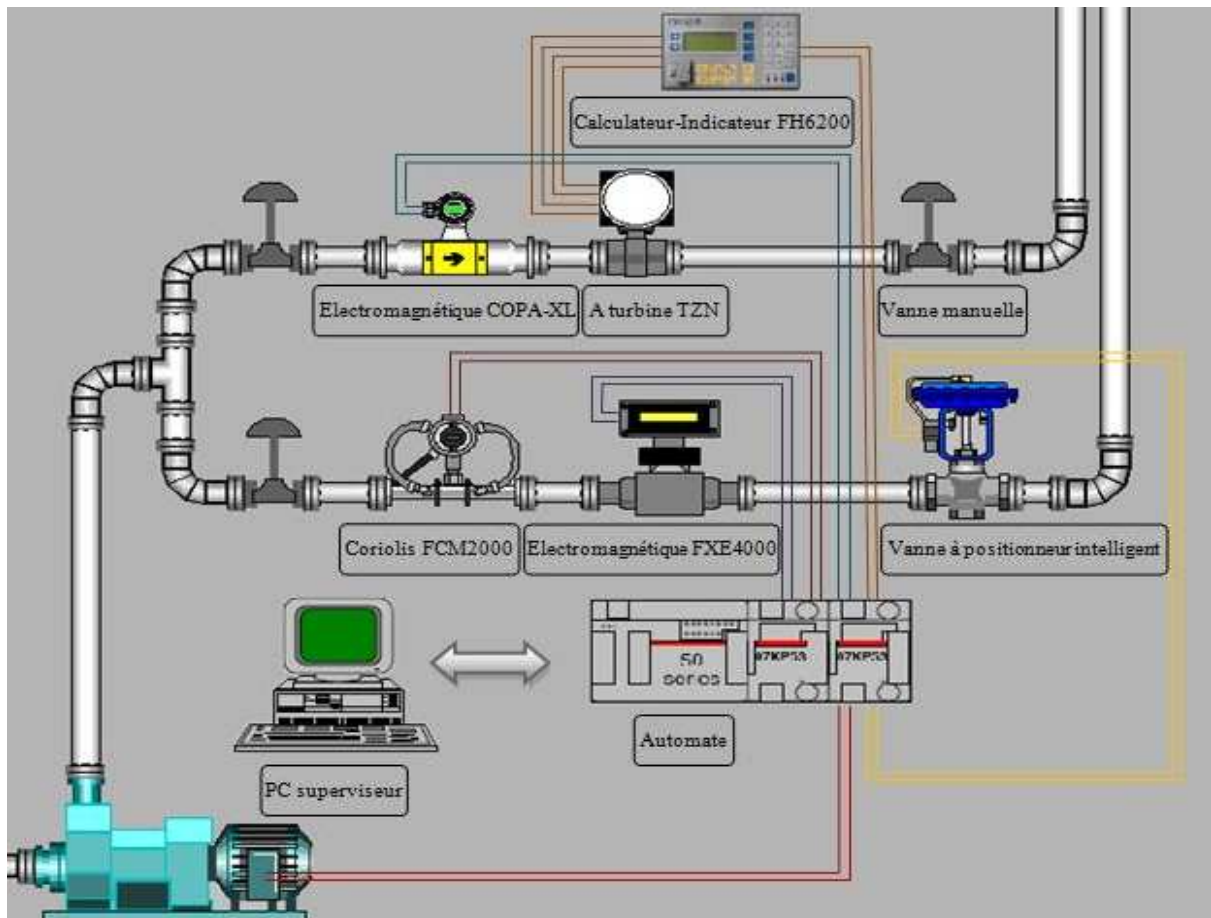 Calculateur-Indicateur FH6200
Electromagnétique COPA-XL
A turbine TZN
Vanne manuelle
Coriolis FCM2000
Electromagnétique FXE4000
Vanne à positionneur intelligent
50
series
07KP53
07KP53
Automate
PC superviseur